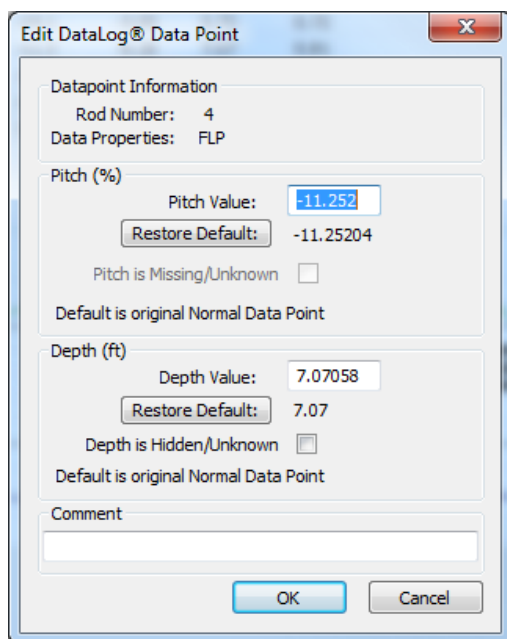 Edit DataLog® Data Point
X
Datapoint Information
Rod Number: 4
Data Properties: FLP
Pitch (%)
Pitch Value: -11.252
Restore Default: -11.25204
Pitch is Missing/Unknown
Default is original Normal Data Point
Depth (ft)
Depth Value: 7.07058
Restore Default: 7.07
Depth is Hidden/Unknown
Default is original Normal Data Point
Comment
OK Cancel